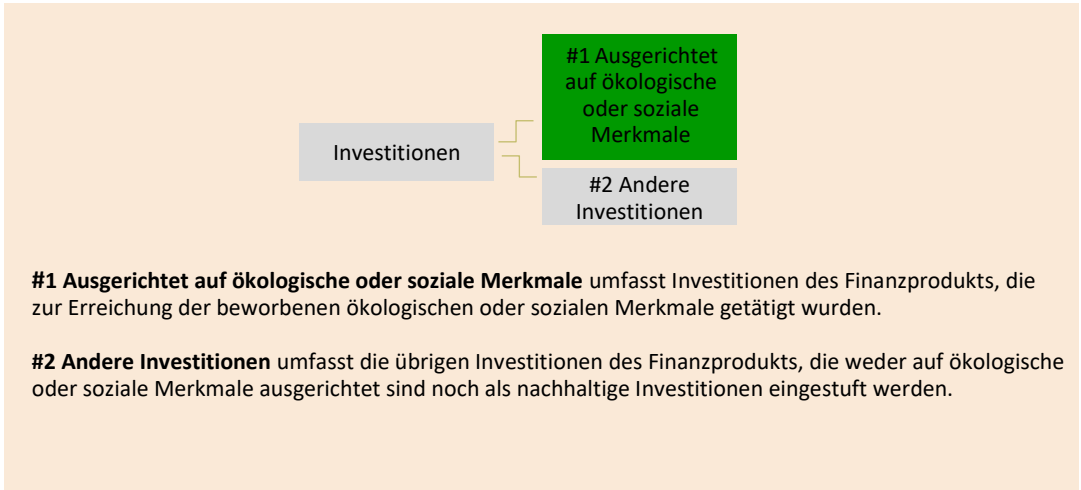 #1 Ausgerichtet
auf ökologische
oder soziale
Merkmale
Investitionen
#2 Andere
Investitionen
#1 Ausgerichtet auf ökologische oder soziale Merkmale umfasst Investitionen des Finanzprodukts, die
zur Erreichung der beworbenen ökologischen oder sozialen Merkmale getätigt wurden.
#2 Andere Investitionen umfasst die übrigen Investitionen des Finanzprodukts, die weder auf ökologische
oder soziale Merkmale ausgerichtet sind noch als nachhaltige Investitionen eingestuft werden.